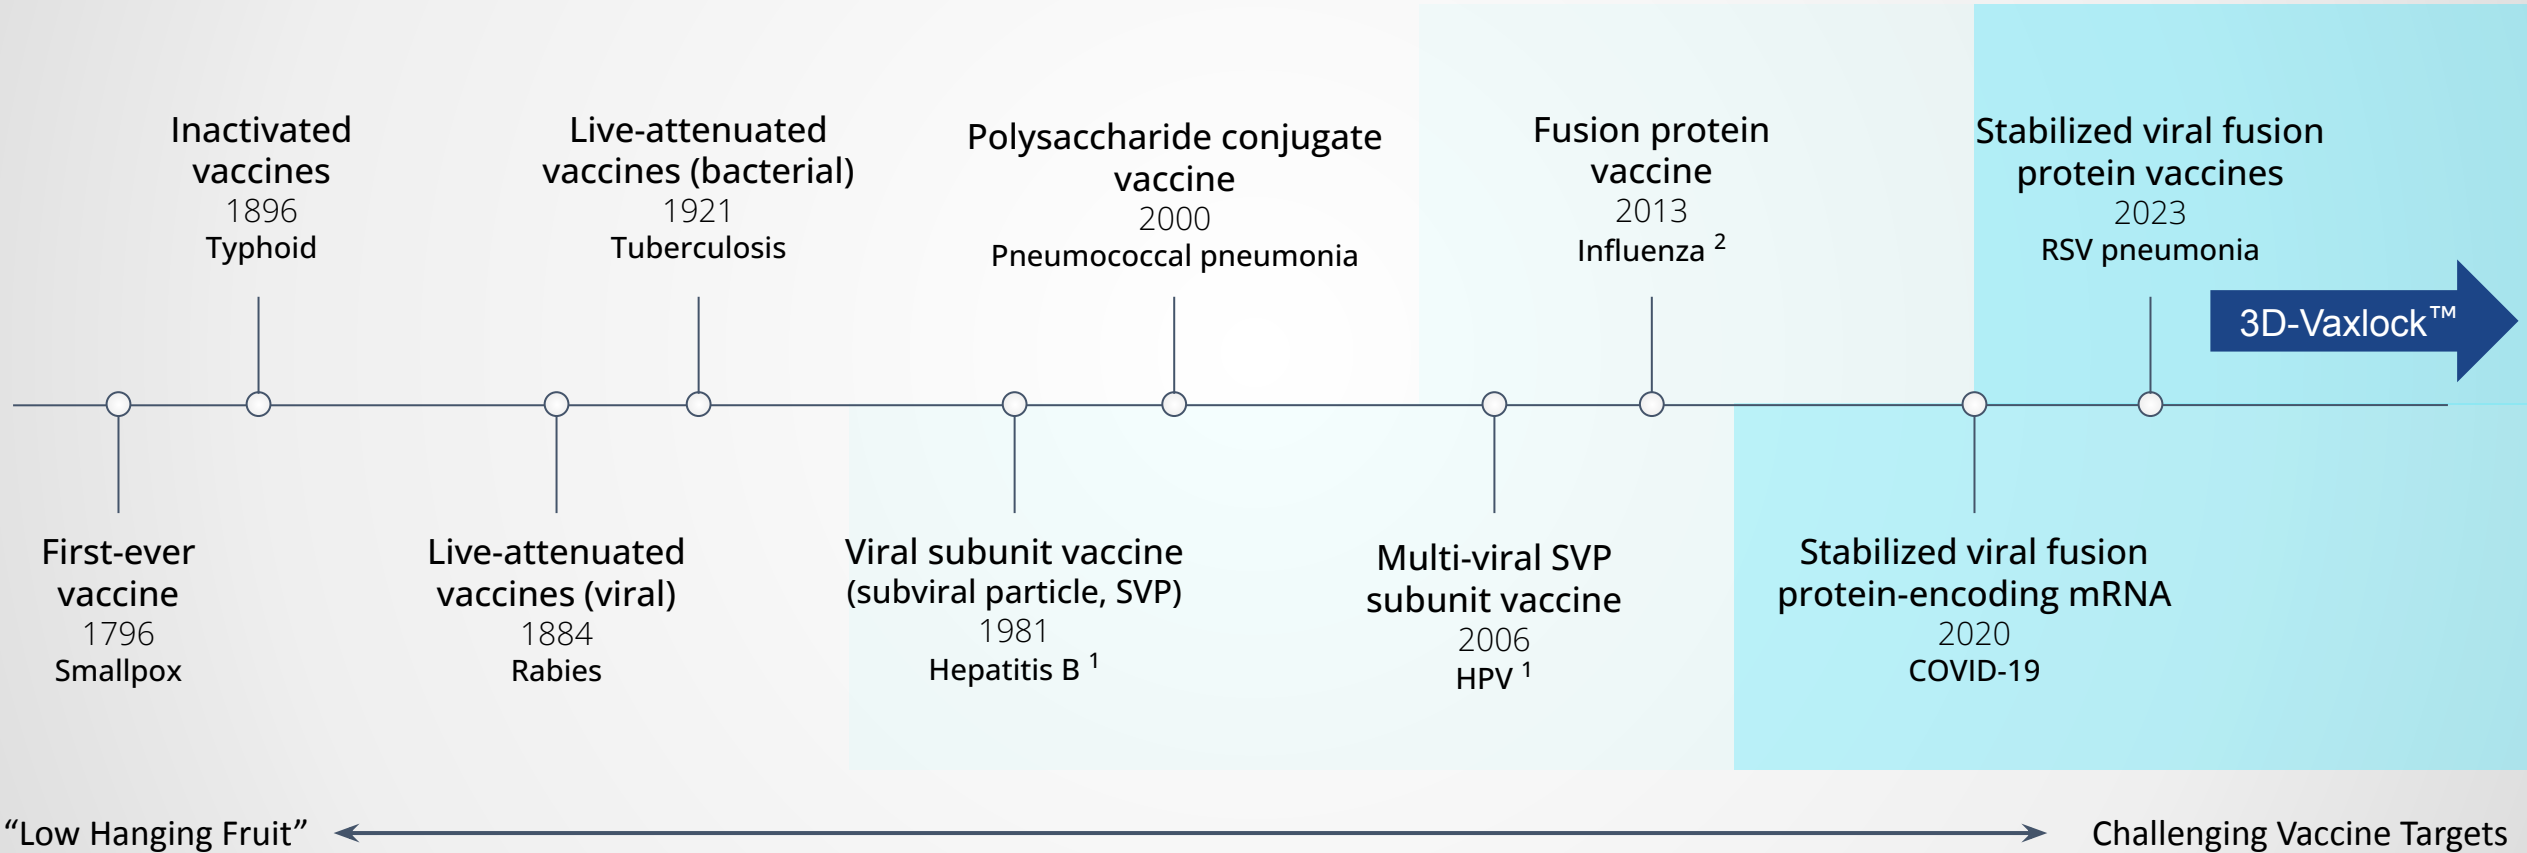 Inactivated
vaccines
1896
Typhoid
Live-attenuated
vaccines (bacterial)
1921
Tuberculosis
Polysaccharide conjugate
vaccine
2000
Pneumococcal pneumonia
Fusion protein
vaccine
2013
Influenza 2
Stabilized viral fusion
protein vaccines
2023
RSV pneumonia
3D-Vaxlock™
First-ever
vaccine
1796
Smallpox
Live-attenuated
vaccines (viral)
1884
Rabies
Viral subunit vaccine
(subviral particle, SVP)
1981
Hepatitis B 1
Multi-viral SVP
subunit vaccine
2006
HPV 1
Stabilized viral fusion
protein-encoding mRNA
2020
COVID-19
“Low Hanging Fruit”
Challenging Vaccine Targets